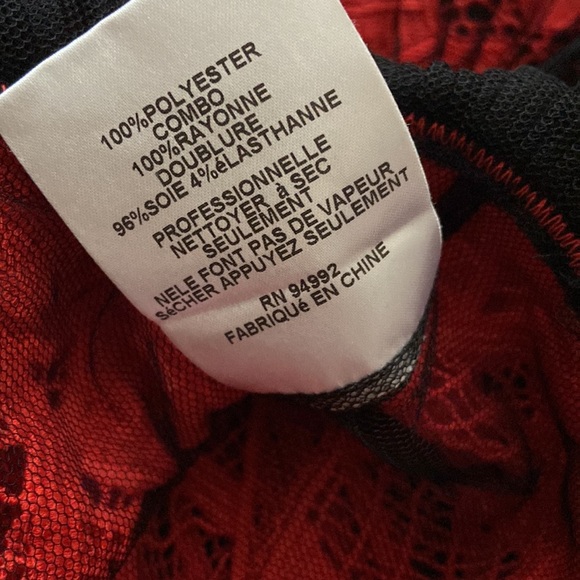 100%POLYESTER
COMBO
100%RAYONNE
DOUBLURE
96%SOIE 4%éLASTHANNE
PROFESSIONNELLE
NETTOYER à SEC
SEULEMENT
NELE FONT PAS DE VAPEUR
SéCHER APPUYEZ SEULEMENT
RN 94992
FABRIQUé EN CHINE